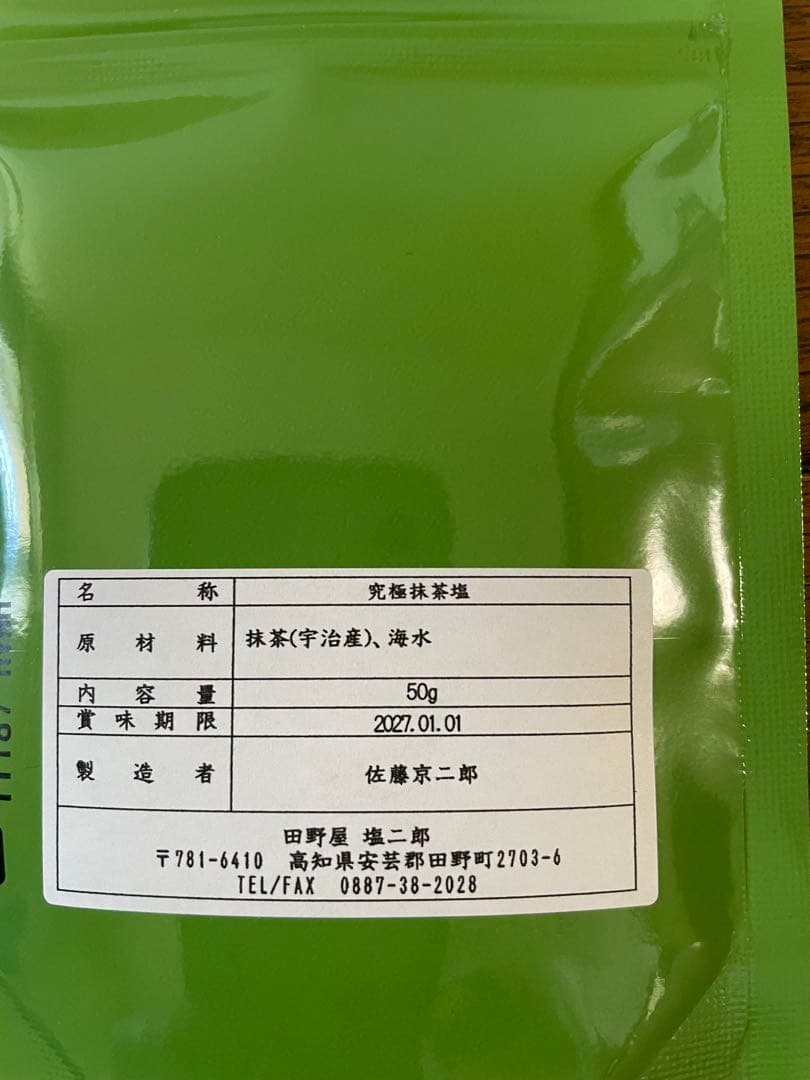 名称 究極抹茶塩
原材料 抹茶(宇治産)、海水
内容量 50g
賞味期限 2027.01.01
製造者 佐藤京二郎
田野屋 塩二郎
〒781-6410 高知県安芸郡田野町2703-6
TEL/FAX 0887-38-2028